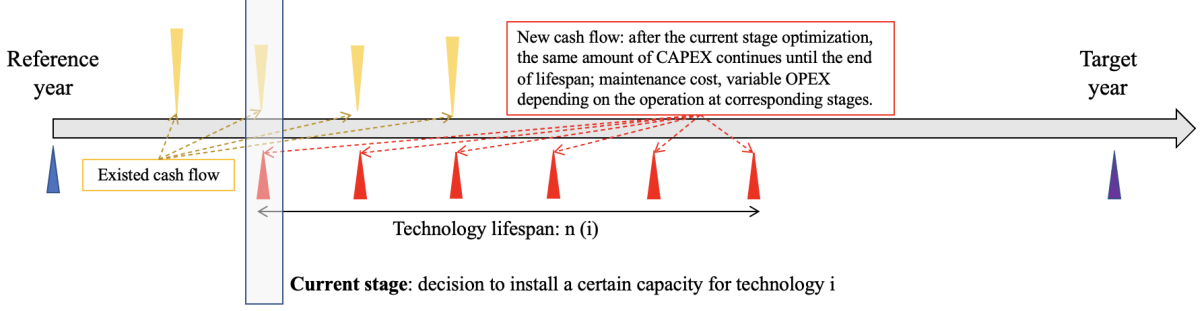 Reference
year
New cash flow: after the current stage optimization,
the same amount of CAPEX continues until the end
of lifespan; maintenance cost, variable OPEX
depending on the operation at corresponding stages.
Target
year
Existed cash flow
Technology lifespan: n (i)
Current stage: decision to install a certain capacity for technology i